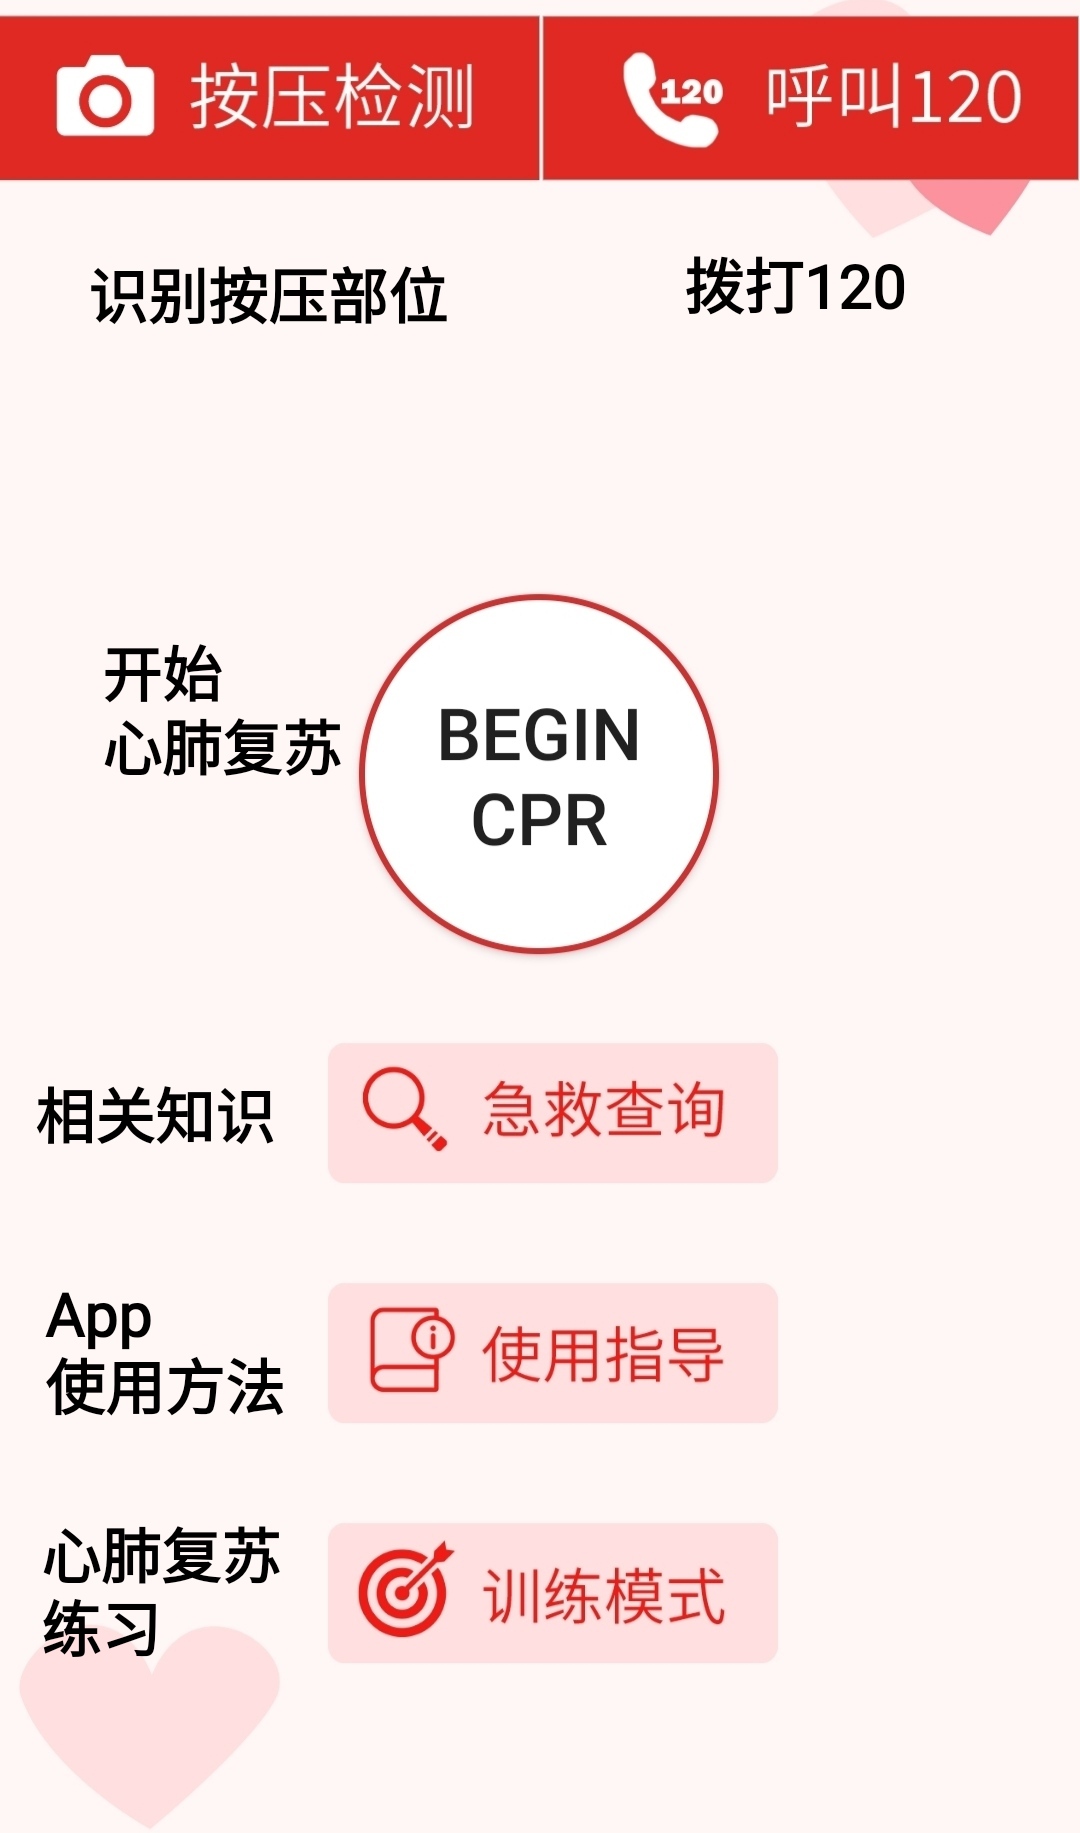 按压检测
120
呼叫120
识别按压部位
拨打120
开始
心肺复苏
BEGIN
CPR
相关知识
急救查询
App
使用方法
使用指导
心肺复苏
练习
训练模式